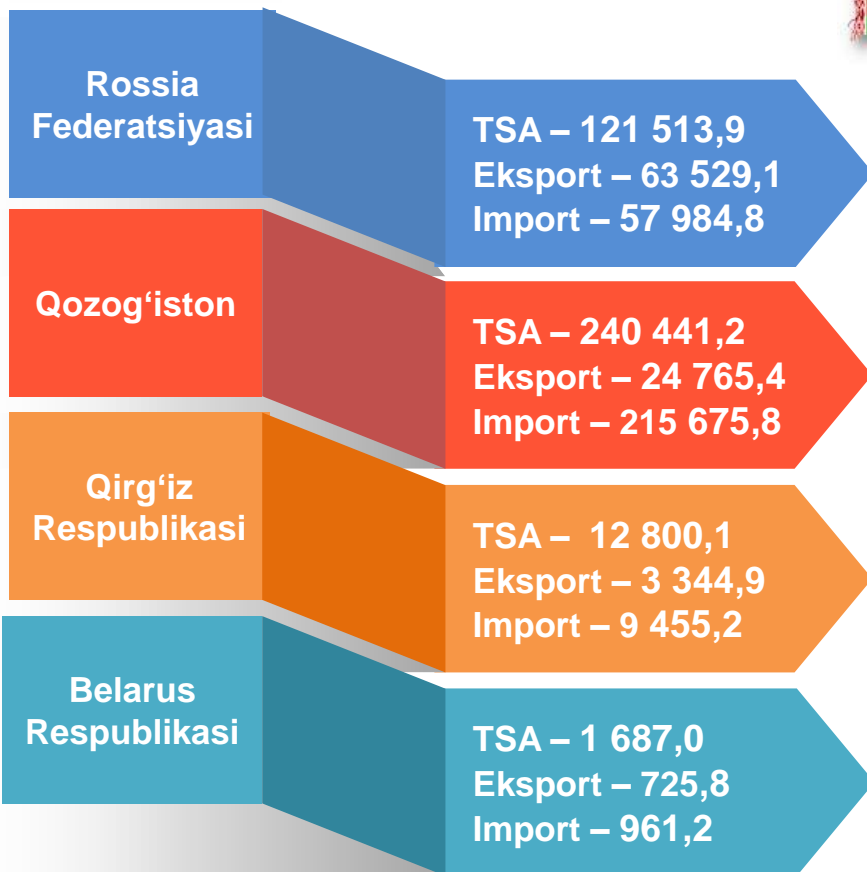 Rossia
Federatsiyasi
TSA – 121 513,9
Eksport – 63 529,1
Import – 57 984,8
Qozog‘iston
TSA – 240 441,2
Eksport – 24 765,4
Import – 215 675,8
Qirg‘iz
Respublikasi
TSA – 12 800,1
Eksport – 3 344,9
Import – 9 455,2
Belarus
Respublikasi
TSA – 1 687,0
Eksport – 725,8
Import – 961,2